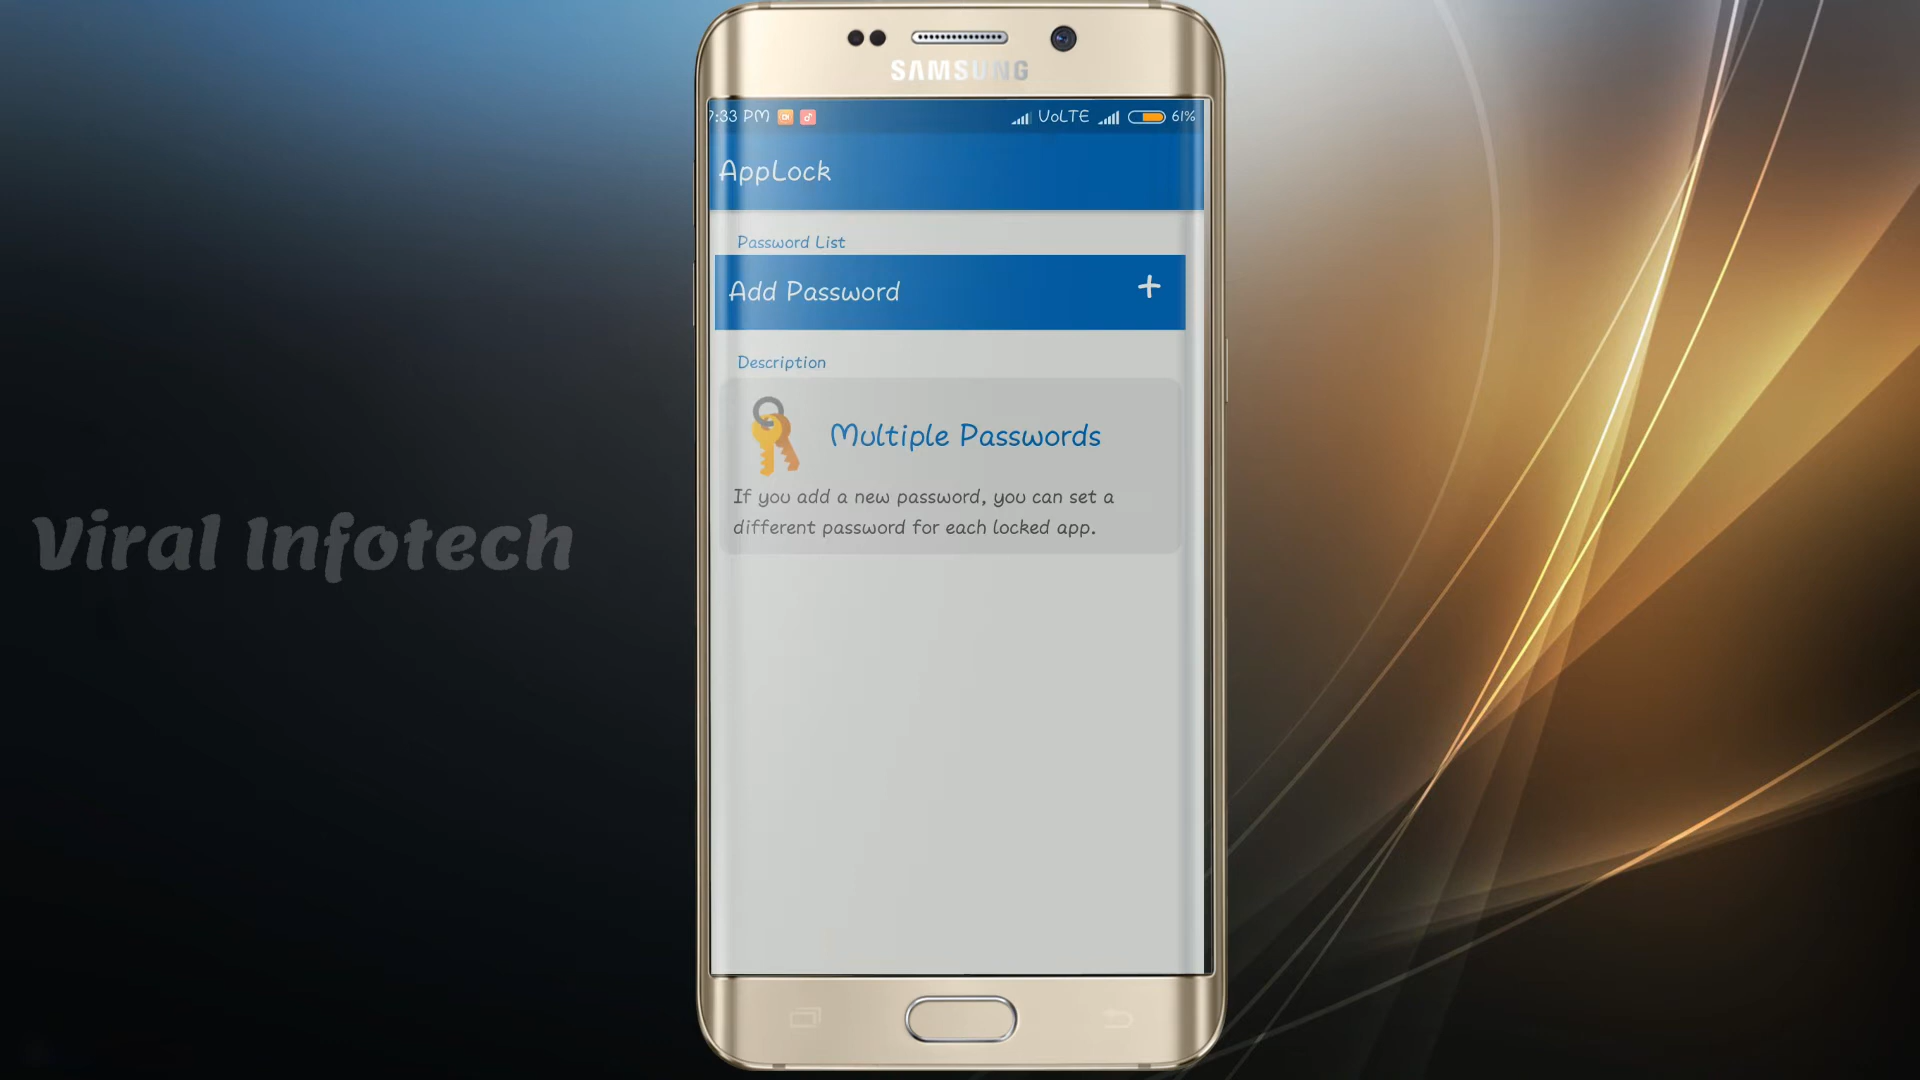 SAMSUNG
7:33 PM VoLTE 61%
AppLock
Password List
Add Password +
Description
Multiple Passwords
If you add a new password, you can set a
different password for each locked app.
Viral Infotech